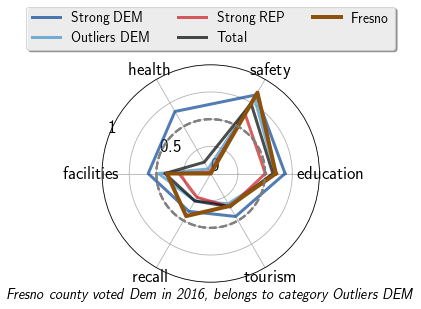 Strong DEM
Strong REP
Fresno
Outliers DEM
Total
health
safety
1
0.5
0
facilities
education
recall
tourism
Fresno county voted Dem in 2016, belongs to category Outliers DEM